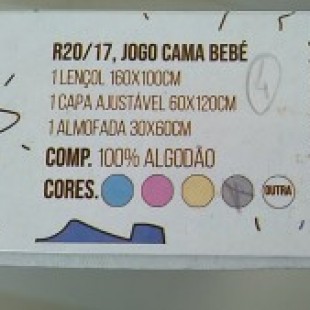 R20/17, JOGO CAMA BEBÉ
1 LENÇOL 160X100CM
1 CAPA AJUSTÁVEL 60X120CM
1 ALMOFADA 30X60CM
COMP. 100% ALGODÃO
CORES. OUTRA
4